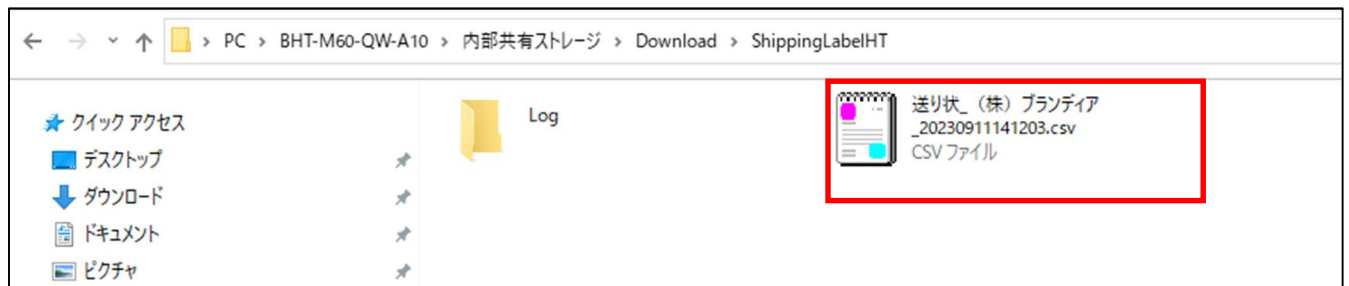 PC > BHT-M60-QW-A10 > 内部共有ストレージ > Download > ShippingLabelHT
クイック アクセス
デスクトップ
ダウンロード
ドキュメント
ピクチャ
Log
送り状_（株）ブランディア
_20230911141203.csv
CSV ファイル